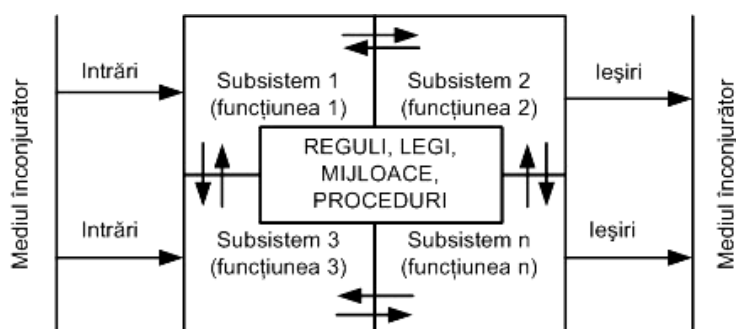 Mediul înconjurător
Intrări
Intrări
Subsistem 1
(funcțiunea 1)
Subsistem 2
(funcțiunea 2)
REGULI, LEGI,
MIJLOACE,
PROCEDURI
Subsistem 3
(funcțiunea 3)
Subsistem n
(funcțiunea n)
Ieșiri
Ieșiri
Mediul înconjurător